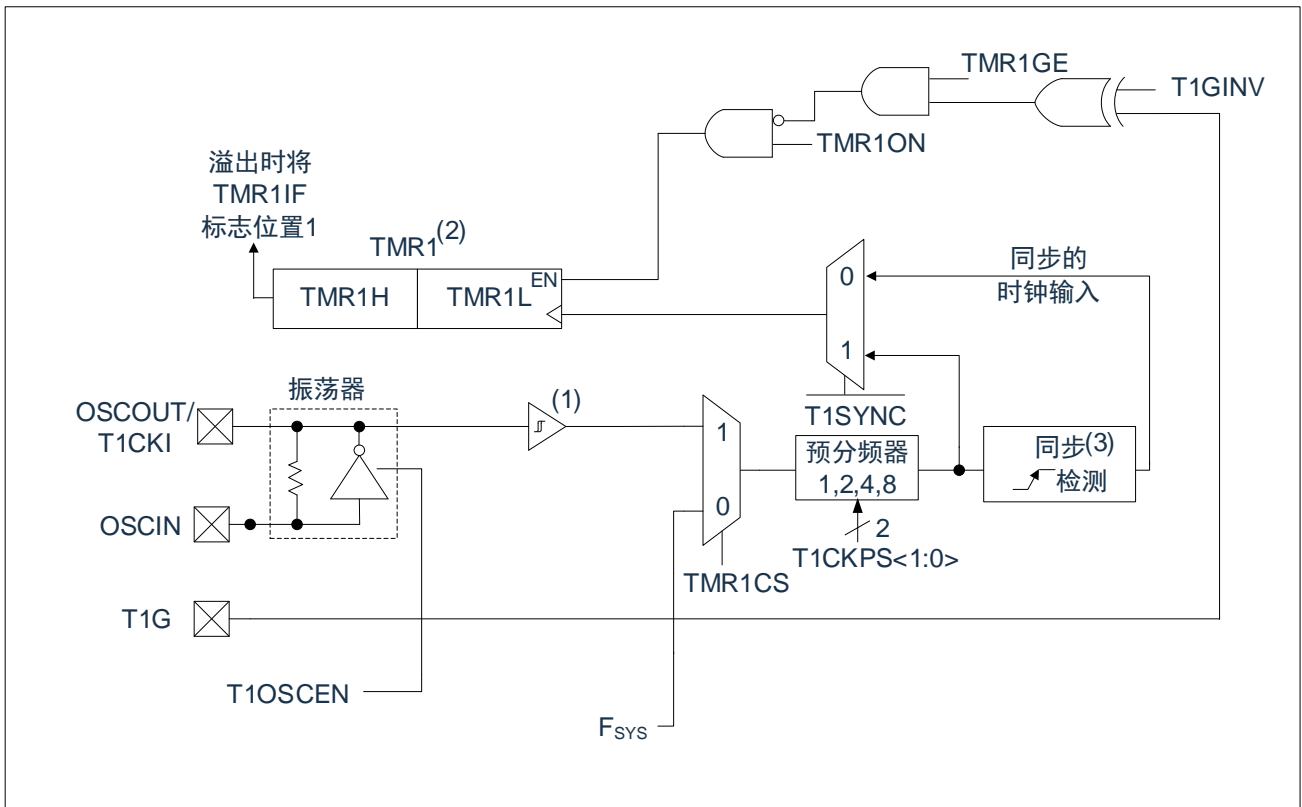 TMR1GE
T1GINV
TMR1ON
溢出时将
TMR1IF
标志位置1
TMR1(2)
EN
TMR1H
TMR1L
0
1
同步的
时钟输入
T1SYNC
振荡器
OSCOUT/
T1CKI
(1)
1
0
预分频器
1,2,4,8
同步(3)
检测
OSCIN
2
T1CKPS<1:0>
TMR1CS
T1G
T1OSCEN
FSYS